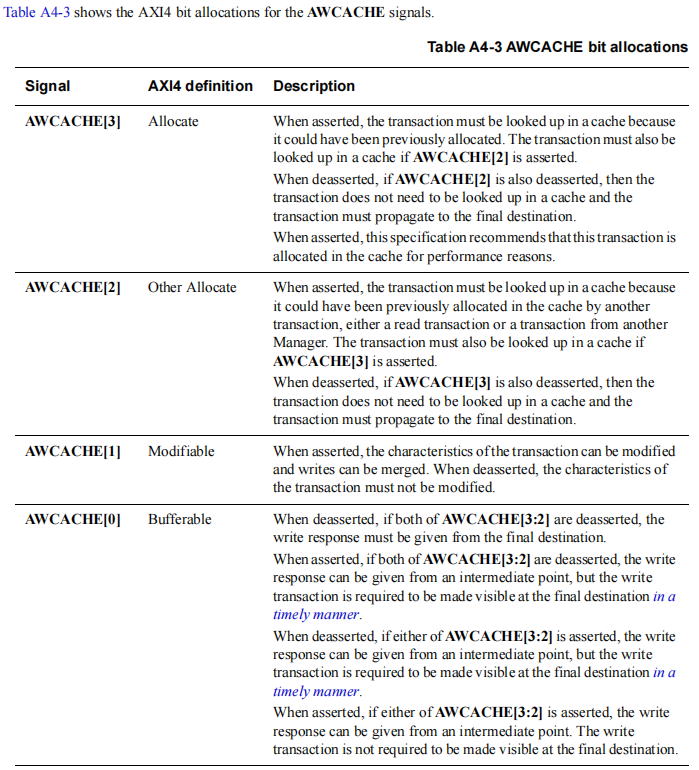 Table A4-3 shows the AXI4 bit allocations for the AWCACHE signals.
Table A4-3 AWCACHE bit allocations
Signal AXI4 definition Description
AWCACHE[3] Allocate When asserted, the transaction must be looked up in a cache because
it could have been previously allocated. The transaction must also be
looked up in a cache if AWCACHE[2] is asserted.
When deasserted, if AWCACHE[2] is also deasserted, then the
transaction does not need to be looked up in a cache and the
transaction must propagate to the final destination.
When asserted, this specification recommends that this transaction is
allocated in the cache for performance reasons.
AWCACHE[2] Other Allocate When asserted, the transaction must be looked up in a cache because
it could have been previously allocated in the cache by another
transaction, either a read transaction or a transaction from another
Manager. The transaction must also be looked up in a cache if
AWCACHE[3] is asserted.
When deasserted, if AWCACHE[3] is also deasserted, then the
transaction does not need to be looked up in a cache and the
transaction must propagate to the final destination.
AWCACHE[1] Modifiable When asserted, the characteristics of the transaction can be modified
and writes can be merged. When deasserted, the characteristics of
the transaction must not be modified.
AWCACHE[0] Bufferable When deasserted, if both of AWCACHE[3:2] are deasserted, the
write response must be given from the final destination.
When asserted, if both of AWCACHE[3:2] are deasserted, the write
response can be given from an intermediate point, but the write
transaction is required to be made visible at the final destination in a
timely manner.
When deasserted, if either of AWCACHE[3:2] is asserted, the write
response can be given from an intermediate point, but the write
transaction is required to be made visible at the final destination in a
timely manner.
When asserted, if either of AWCACHE[3:2] is asserted, the write
response can be given from an intermediate point. The write
transaction is not required to be made visible at the final destination.